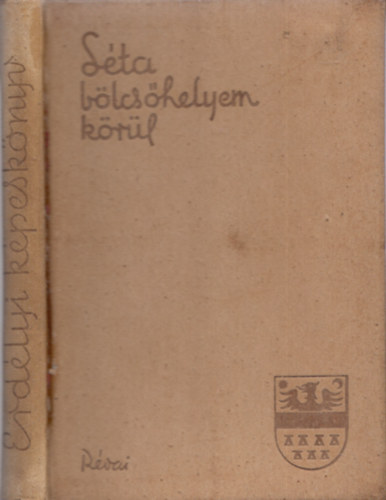 Séta
bölcsőhelyem
körül
Révai
Erdélyi képeskönyv